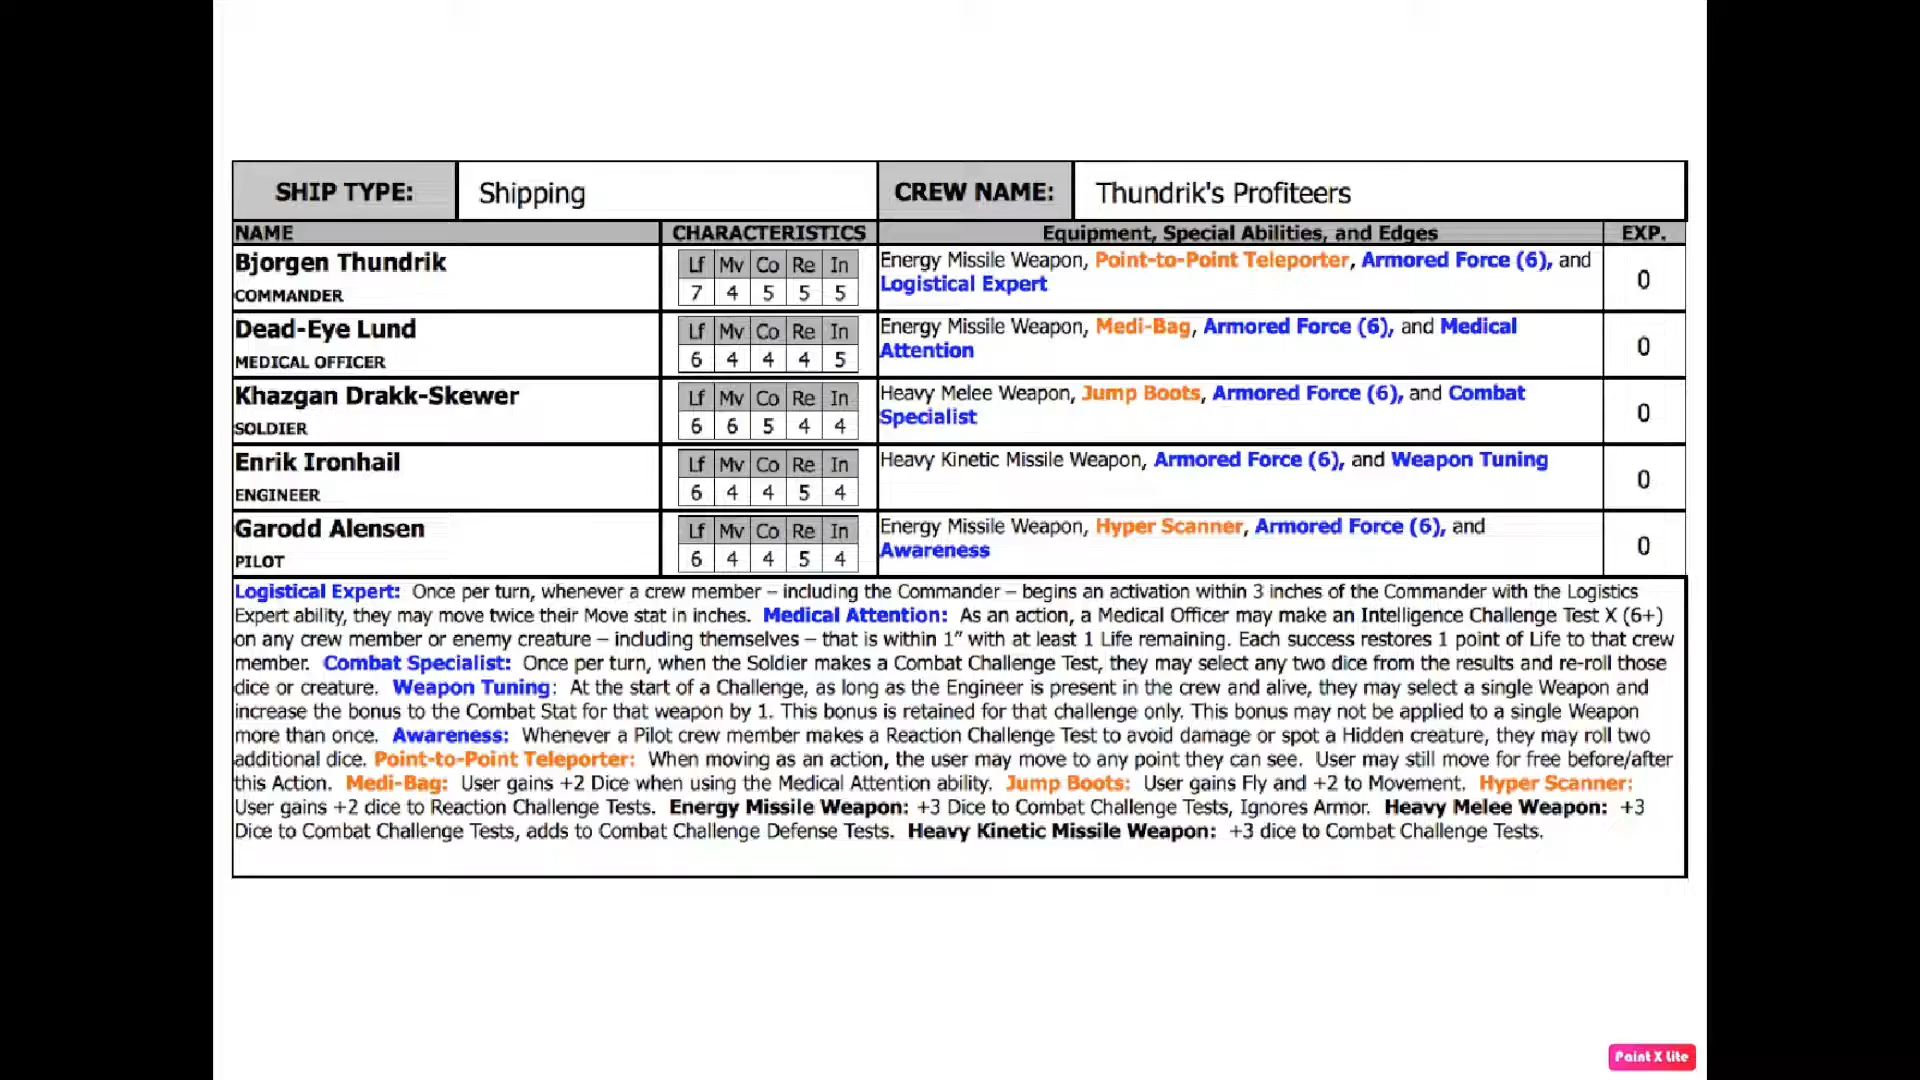 SHIP TYPE: Shipping CREW NAME: Thundrik's Profiteers
NAME CHARACTERISTICS Equipment, Special Abilities, and Edges EXP.
Bjorgen Thundrik
COMMANDER
Lf Mv Co Re In
7 4 5 5 5
Energy Missile Weapon, Point-to-Point Teleporter, Armored Force (6), and
Logistical Expert
0
Dead-Eye Lund
MEDICAL OFFICER
Lf Mv Co Re In
6 4 4 4 5
Energy Missile Weapon, Medi-Bag, Armored Force (6), and Medical
Attention
0
Khazgan Drakk-Skewer
SOLDIER
Lf Mv Co Re In
6 6 5 4 4
Heavy Melee Weapon, Jump Boots, Armored Force (6), and Combat
Specialist
0
Enrik Ironhail
ENGINEER
Lf Mv Co Re In
6 4 4 5 4
Heavy Kinetic Missile Weapon, Armored Force (6), and Weapon Tuning
0
Garodd Alensen
PILOT
Lf Mv Co Re In
6 4 4 5 4
Energy Missile Weapon, Hyper Scanner, Armored Force (6), and
Awareness
0
Logistical Expert: Once per turn, whenever a crew member – including the Commander – begins an activation within 3 inches of the Commander with the Logistics
Expert ability, they may move twice their Move stat in inches. Medical Attention: As an action, a Medical Officer may make an Intelligence Challenge Test X (6+)
on any crew member or enemy creature – including themselves – that is within 1” with at least 1 Life remaining. Each success restores 1 point of Life to that crew
member. Combat Specialist: Once per turn, when the Soldier makes a Combat Challenge Test, they may select any two dice from the results and re-roll those
dice or creature. Weapon Tuning: At the start of a Challenge, as long as the Engineer is present in the crew and alive, they may select a single Weapon and
increase the bonus to the Combat Stat for that weapon by 1. This bonus is retained for that challenge only. This bonus may not be applied to a single Weapon
more than once. Awareness: Whenever a Pilot crew member makes a Reaction Challenge Test to avoid damage or spot a Hidden creature, they may roll two
additional dice. Point-to-Point Teleporter: When moving as an action, the user may move to any point they can see. User may still move for free before/after
this Action. Medi-Bag: User gains +2 Dice when using the Medical Attention ability. Jump Boots: User gains Fly and +2 to Movement. Hyper Scanner:
User gains +2 dice to Reaction Challenge Tests. Energy Missile Weapon: +3 Dice to Combat Challenge Tests, Ignores Armor. Heavy Melee Weapon: +3
Dice to Combat Challenge Tests, adds to Combat Challenge Defense Tests. Heavy Kinetic Missile Weapon: +3 dice to Combat Challenge Tests.
Paint X lite